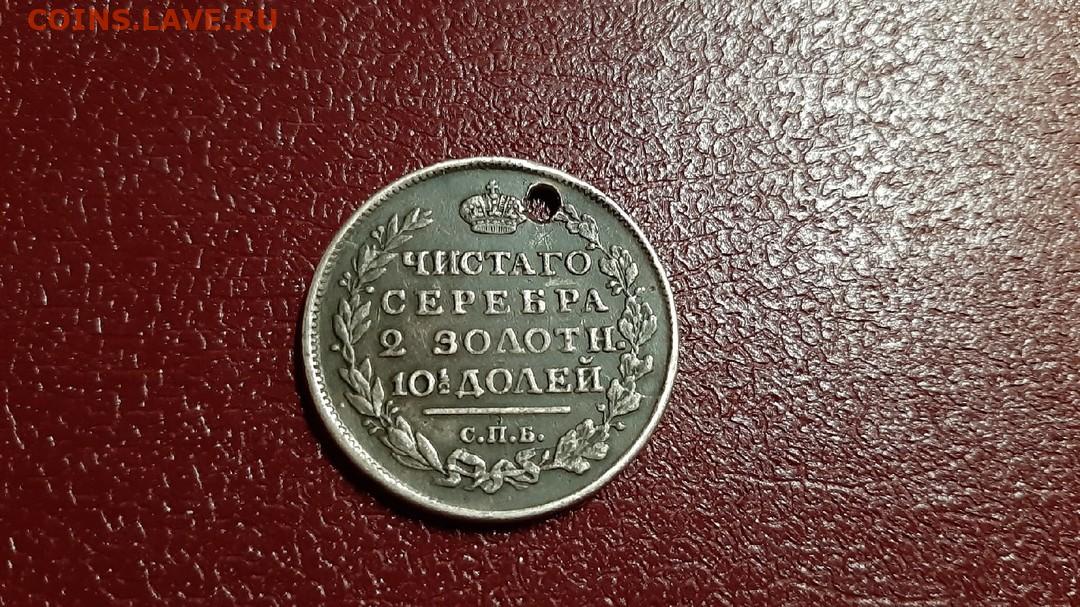 COINS.LAVE.RU
ЧИСТАГО
СЕРЕБРА
2 ЗОЛОТН.
10½ ДОЛЕЙ
С.П.Б.